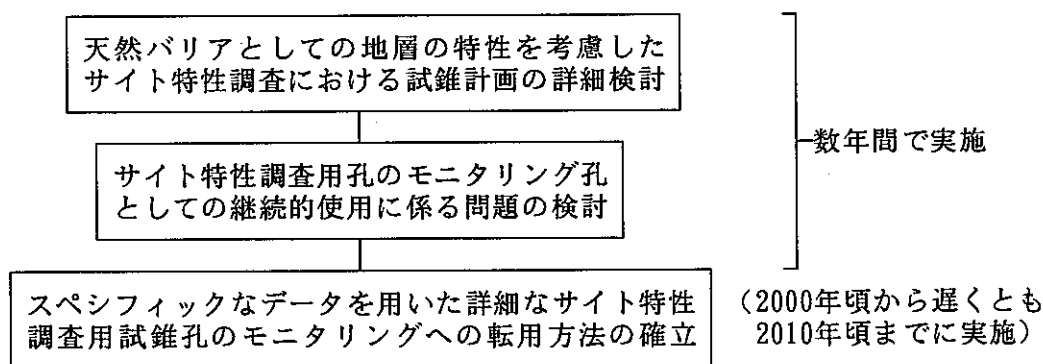 天然バリアとしての地層の特性を考慮した
サイト特性調査における試錐計画の詳細検討
数年間で実施
サイト特性調査用孔のモニタリング孔
としての継続的使用に係る問題の検討
スペシフィックなデータを用いた詳細なサイト特性
調査用試錐孔のモニタリングへの転用方法の確立
(2000年頃から遅くとも
2010年頃までに実施)